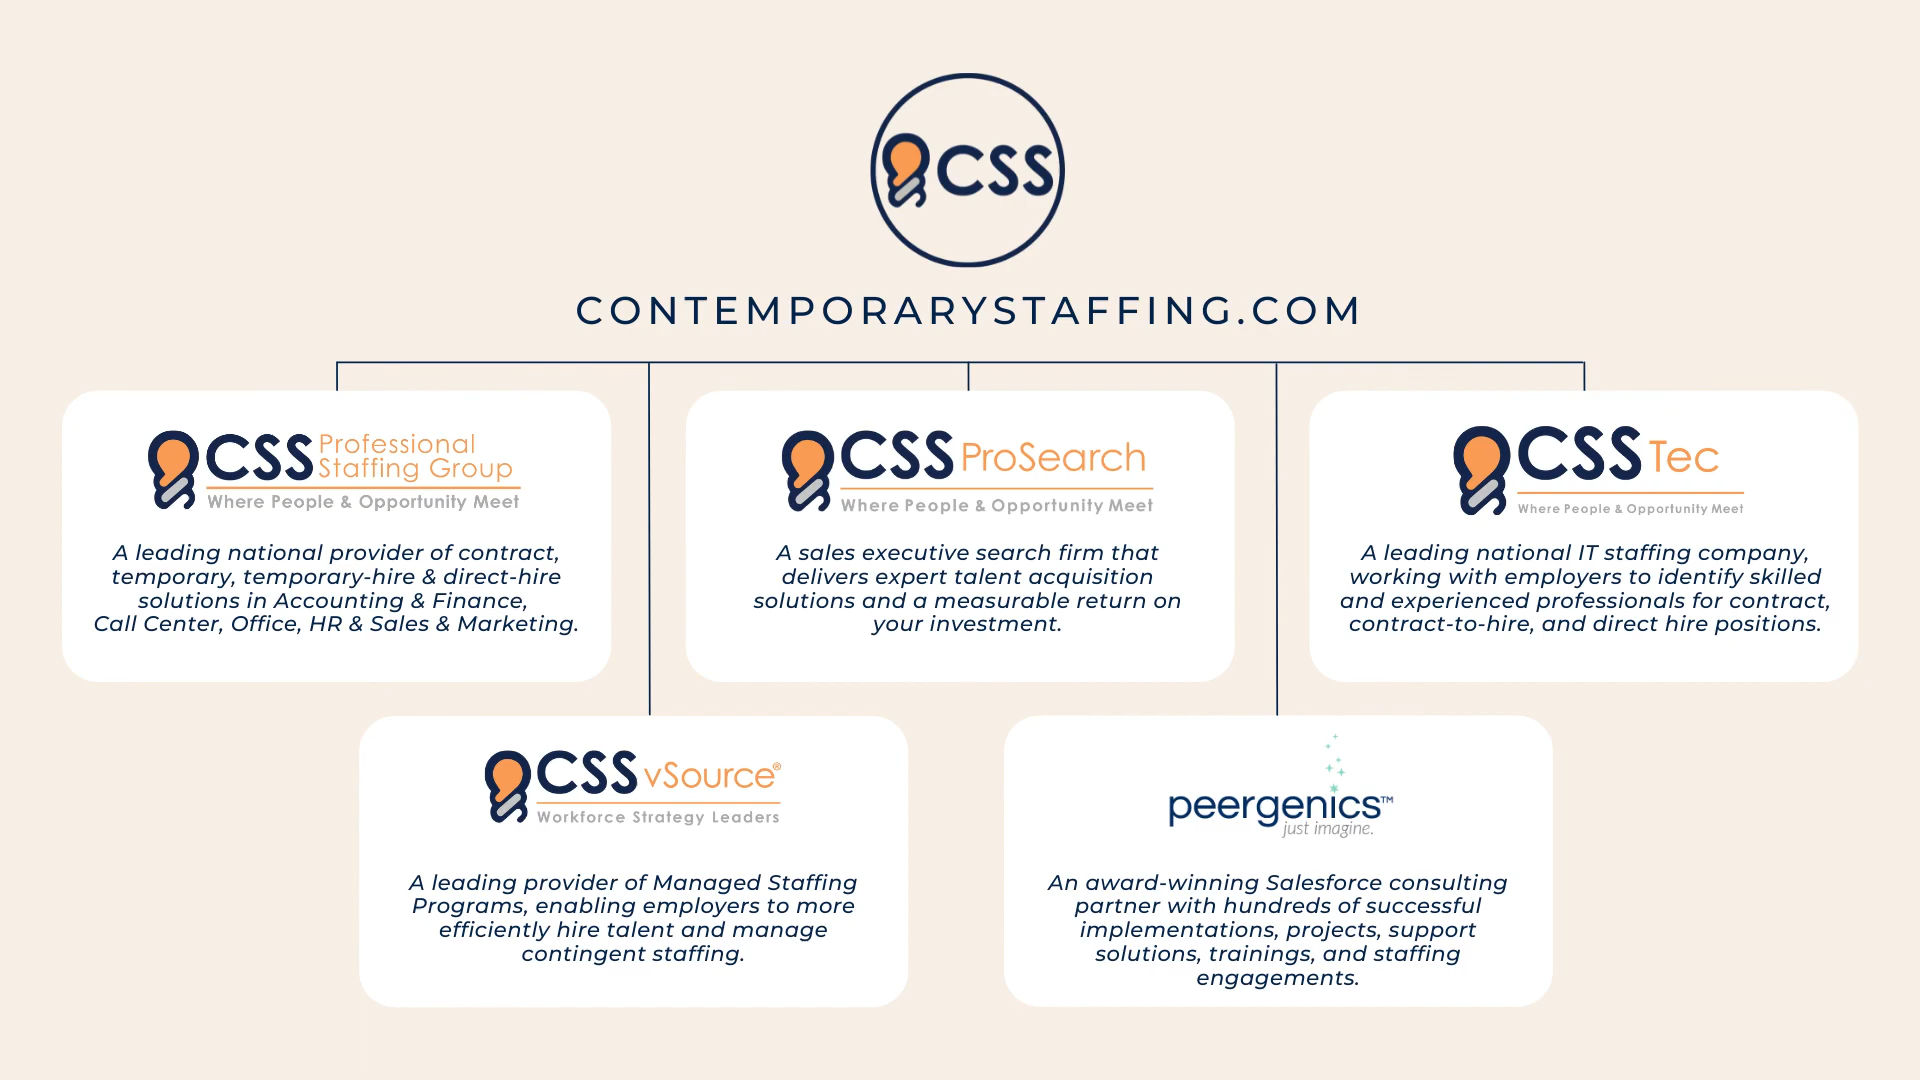 CSS
CONTEMPORARYSTAFFING.COM
CSS Professional
Staffing Group
Where People & Opportunity Meet
A leading national provider of contract,
temporary, temporary-hire & direct-hire
solutions in Accounting & Finance,
Call Center, Office, HR & Sales & Marketing.
CSS ProSearch
Where People & Opportunity Meet
A sales executive search firm that
delivers expert talent acquisition
solutions and a measurable return on
your investment.
CSS Tec
Where People & Opportunity Meet
A leading national IT staffing company,
working with employers to identify skilled
and experienced professionals for contract,
contract-to-hire, and direct hire positions.
CSS vSource®
Workforce Strategy Leaders
A leading provider of Managed Staffing
Programs, enabling employers to more
efficiently hire talent and manage
contingent staffing.
peergenics™
just imagine.
An award-winning Salesforce consulting
partner with hundreds of successful
implementations, projects, support
solutions, trainings, and staffing
engagements.